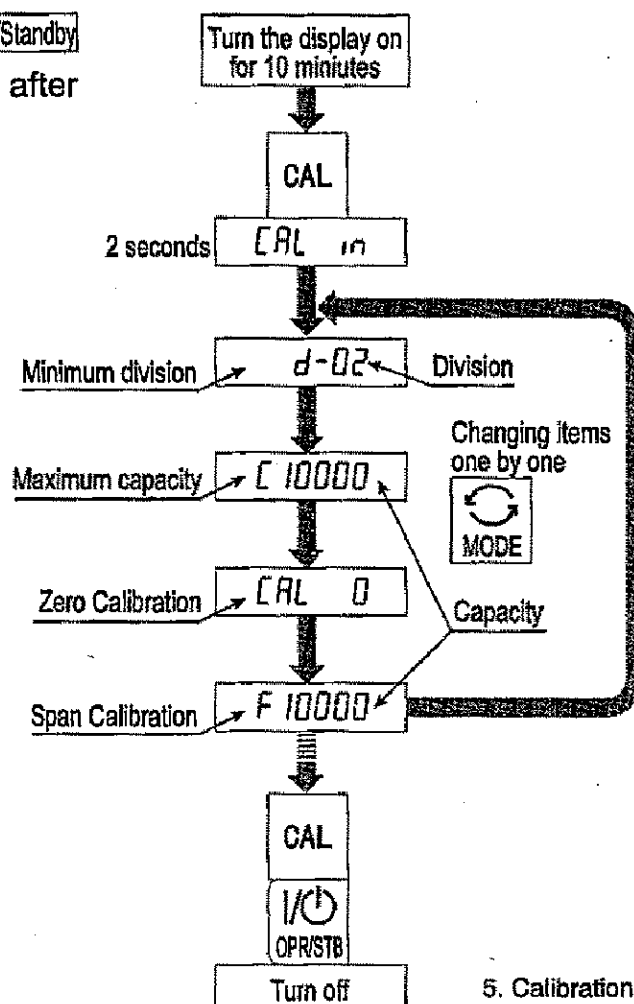 Standby
after
Turn the display on
for 10 miniutes
CAL
2 seconds
CAL in
Minimum division
d-02
Division
Changing items
one by one
MODE
Maximum capacity
C 10000
Zero Calibration
CAL 0
Capacity
Span Calibration
F 10000
CAL
I/⏻
OPR/STB
Turn off
5. Calibration